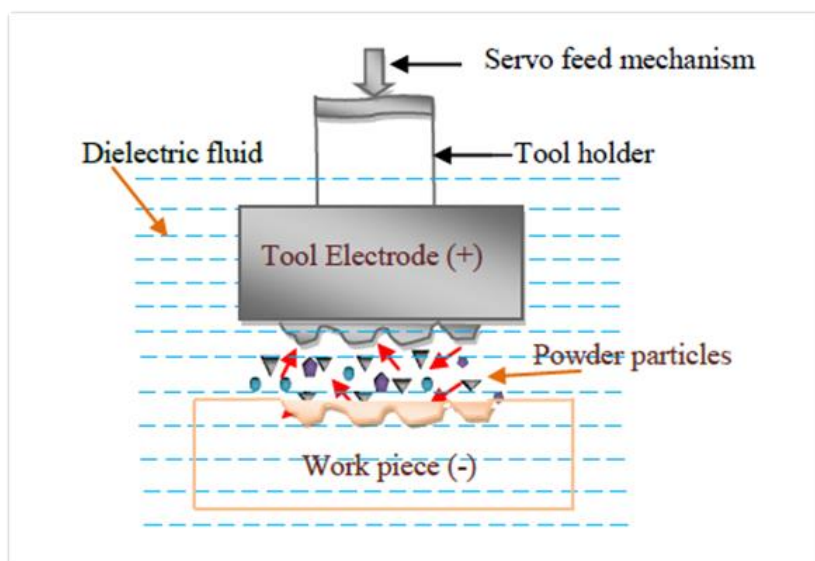 Servo feed mechanism
Dielectric fluid
Tool holder
Tool Electrode (+)
Powder particles
Work piece (-)